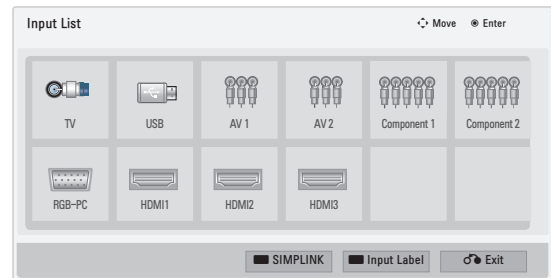 Input List
Move
Enter
TV
USB
AV 1
AV 2
Component 1
Component 2
RGB-PC
HDMI1
HDMI2
HDMI3
SIMPLINK
Input Label
Exit